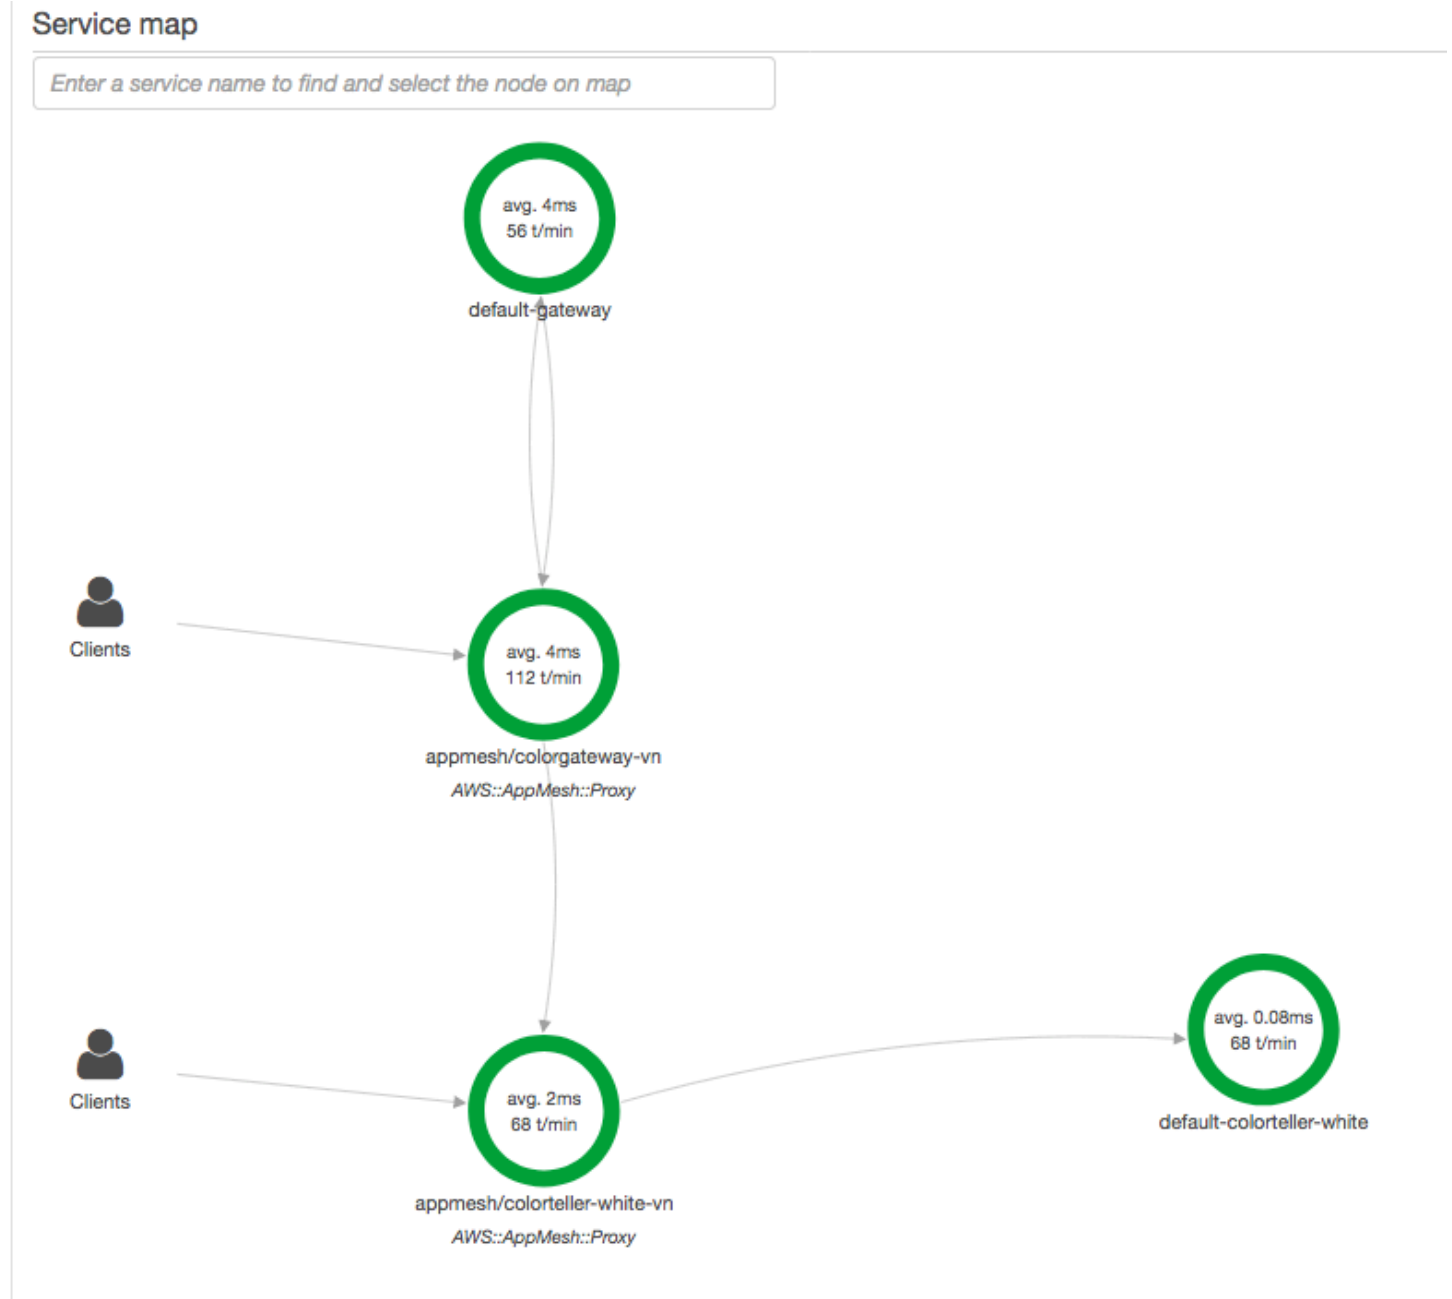 Service map
Enter a service name to find and select the node on map
avg. 4ms
56 t/min
default-gateway
Clients
avg. 4ms
112 t/min
appmesh/colorgateway-vn
AWS::AppMesh::Proxy
Clients
avg. 2ms
68 t/min
appmesh/colorteller-white-vn
AWS::AppMesh::Proxy
avg. 0.08ms
68 t/min
default-colorteller-white